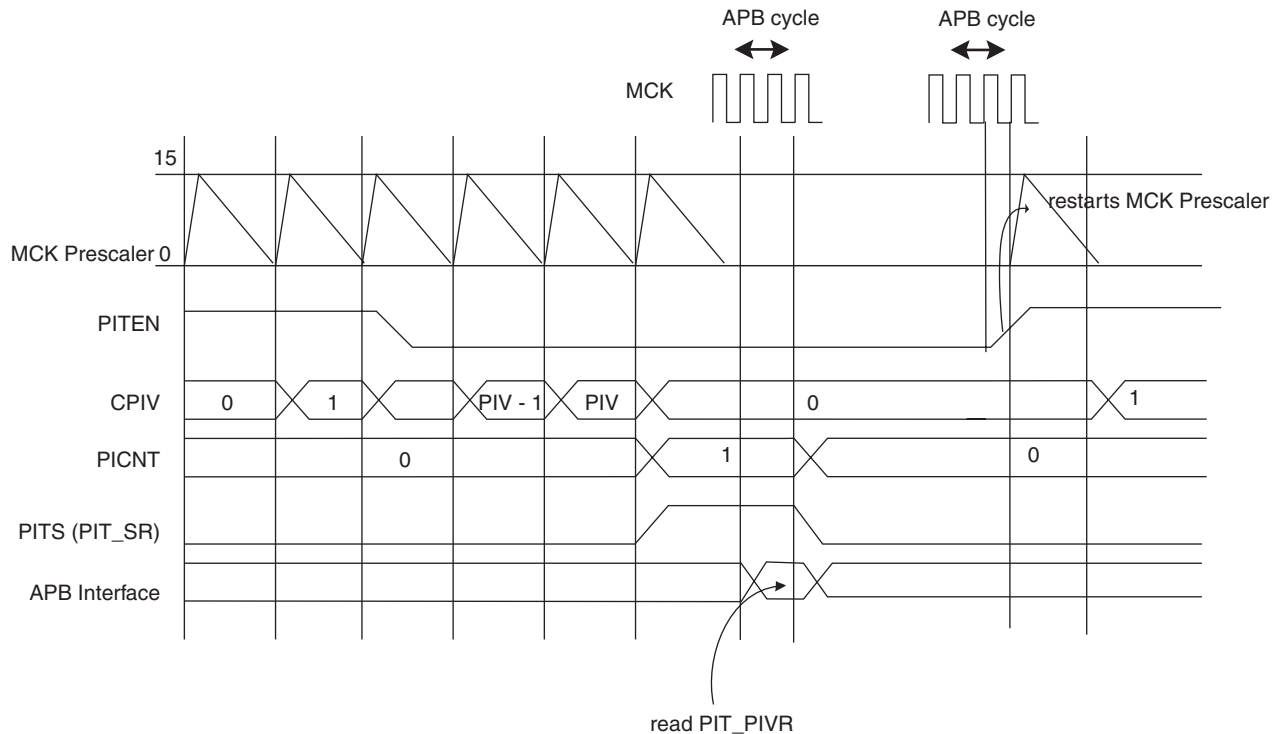 APB cycle APB cycle
MCK
15
restarts MCK Prescaler
MCK Prescaler 0
PITEN
CPIV 0 1 PIV - 1 PIV 0 1
PICNT 0 1 0
PITS (PIT_SR)
APB Interface
read PIT_PIVR